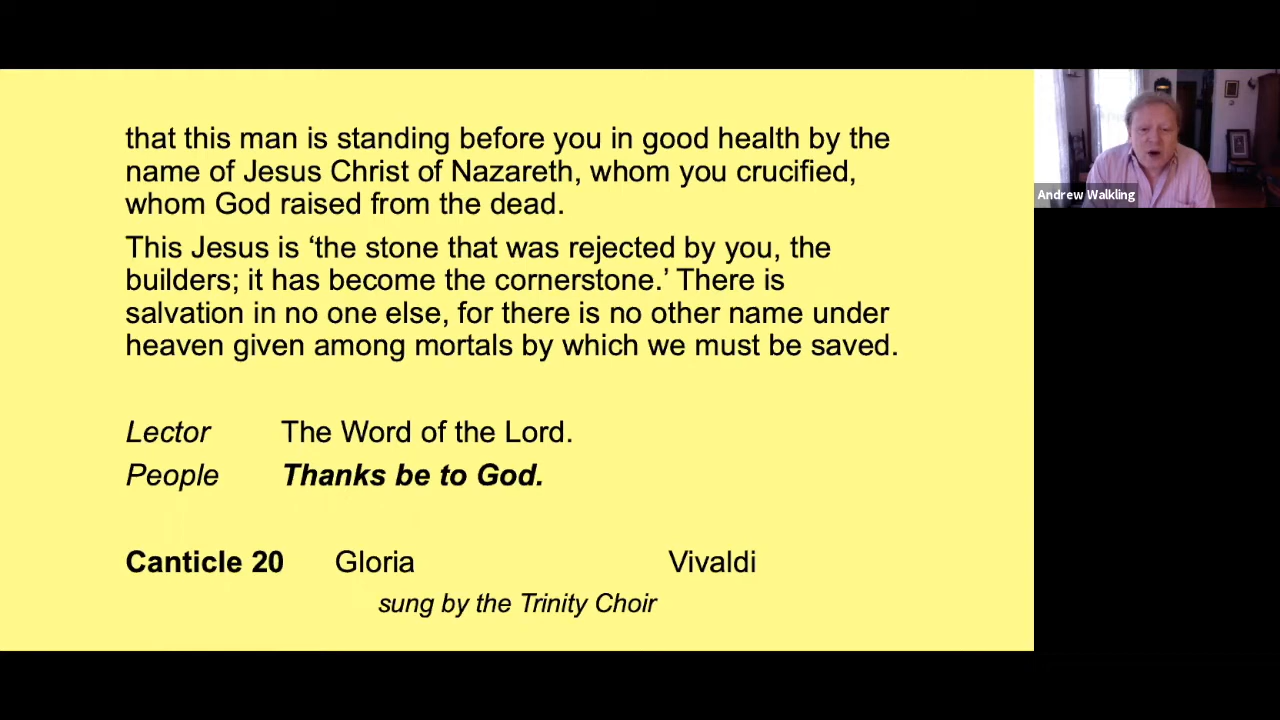 that this man is standing before you in good health by the
name of Jesus Christ of Nazareth, whom you crucified,
whom God raised from the dead.
This Jesus is ‘the stone that was rejected by you, the
builders; it has become the cornerstone.’ There is
salvation in no one else, for there is no other name under
heaven given among mortals by which we must be saved.
Lector The Word of the Lord.
People Thanks be to God.
Canticle 20 Gloria Vivaldi
sung by the Trinity Choir
Andrew Walkling